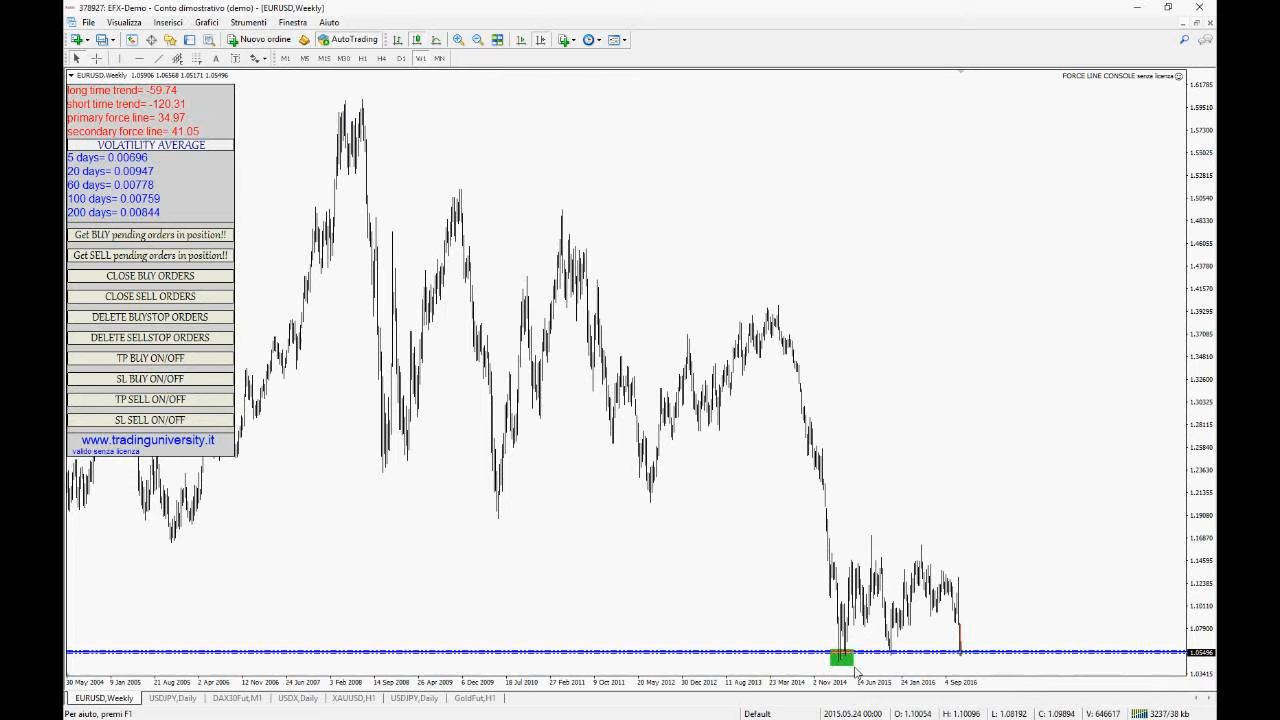 378927: EFX-Demo - Conto dimostrativo (demo) - [EURUSD,Weekly]
File Visualizza Inserisci Grafici Strumenti Finestra Aiuto
Nuovo ordine AutoTrading
A T M1 M5 M15 M30 H1 H4 D1 W1 MN
EURUSD,Weekly 1.05906 1.06568 1.05171 1.05496
FORCE LINE CONSOLE senza licenza
long time trend= -59.74
short time trend= -120.31
primary force line= 34.97
secondary force line= 41.05
VOLATILITY AVERAGE
5 days= 0.00696
20 days= 0.00947
60 days= 0.00778
100 days= 0.00759
200 days= 0.00844
Get BUY pending orders in position!!
Get SELL pending orders in position!!
CLOSE BUY ORDERS
CLOSE SELL ORDERS
DELETE BUYSTOP ORDERS
DELETE SELLSTOP ORDERS
TP BUY ON/OFF
SL BUY ON/OFF
TP SELL ON/OFF
SL SELL ON/OFF
www.tradinguniversity.it
valido senza licenza
1.61785
1.59510
1.57300
1.55025
1.52815
1.50540
1.48330
1.46055
1.43780
1.41570
1.39295
1.37085
1.34810
1.32600
1.30325
1.28115
1.25840
1.23630
1.21355
1.19080
1.16870
1.14595
1.12385
1.10110
1.07900
1.05496
1.03415
30 May 2004 9 Jan 2005 21 Aug 2005 2 Apr 2006 12 Nov 2006 24 Jun 2007 3 Feb 2008 14 Sep 2008 26 Apr 2009 6 Dec 2009 18 Jul 2010 27 Feb 2011 9 Oct 2011 20 May 2012 30 Dec 2012 11 Aug 2013 23 Mar 2014 2 Nov 2014 14 Jun 2015 24 Jan 2016 4 Sep 2016
EURUSD,Weekly USDJPY,Daily DAX30Fut,M1 USDX,Daily XAUUSD,H1 USDJPY,Daily GoldFut,H1
Per aiuto, premi F1 Default 2015.05.24 00:00 O: 1.10054 H: 1.10096 L: 1.08192 C: 1.09894 V: 646617 3237/38 kb